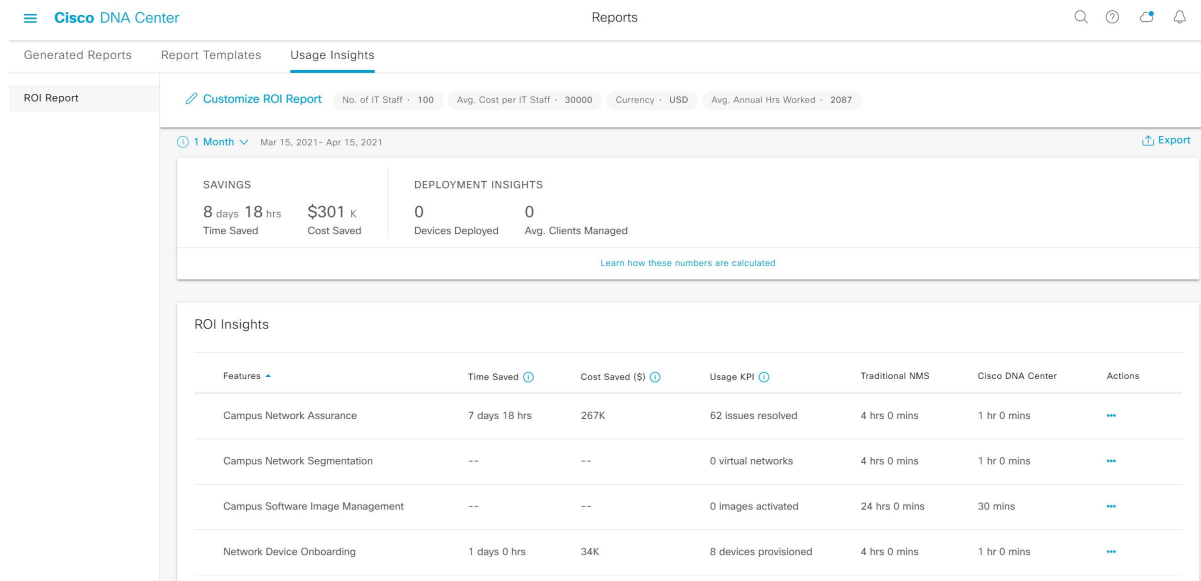 Cisco DNA Center
Reports
Generated Reports Report Templates Usage Insights
ROI Report
Customize ROI Report No. of IT Staff · 100 Avg. Cost per IT Staff · 30000 Currency · USD Avg. Annual Hrs Worked · 2087
1 Month Mar 15, 2021- Apr 15, 2021 Export
SAVINGS
8 days 18 hrs $301 K
Time Saved Cost Saved
DEPLOYMENT INSIGHTS
0 0
Devices Deployed Avg. Clients Managed
Learn how these numbers are calculated
ROI Insights
Features Time Saved Cost Saved ($) Usage KPI Traditional NMS Cisco DNA Center Actions
Campus Network Assurance 7 days 18 hrs 267K 62 issues resolved 4 hrs 0 mins 1 hr 0 mins
Campus Network Segmentation -- -- 0 virtual networks 4 hrs 0 mins 1 hr 0 mins
Campus Software Image Management -- -- 0 images activated 24 hrs 0 mins 30 mins
Network Device Onboarding 1 days 0 hrs 34K 8 devices provisioned 4 hrs 0 mins 1 hr 0 mins